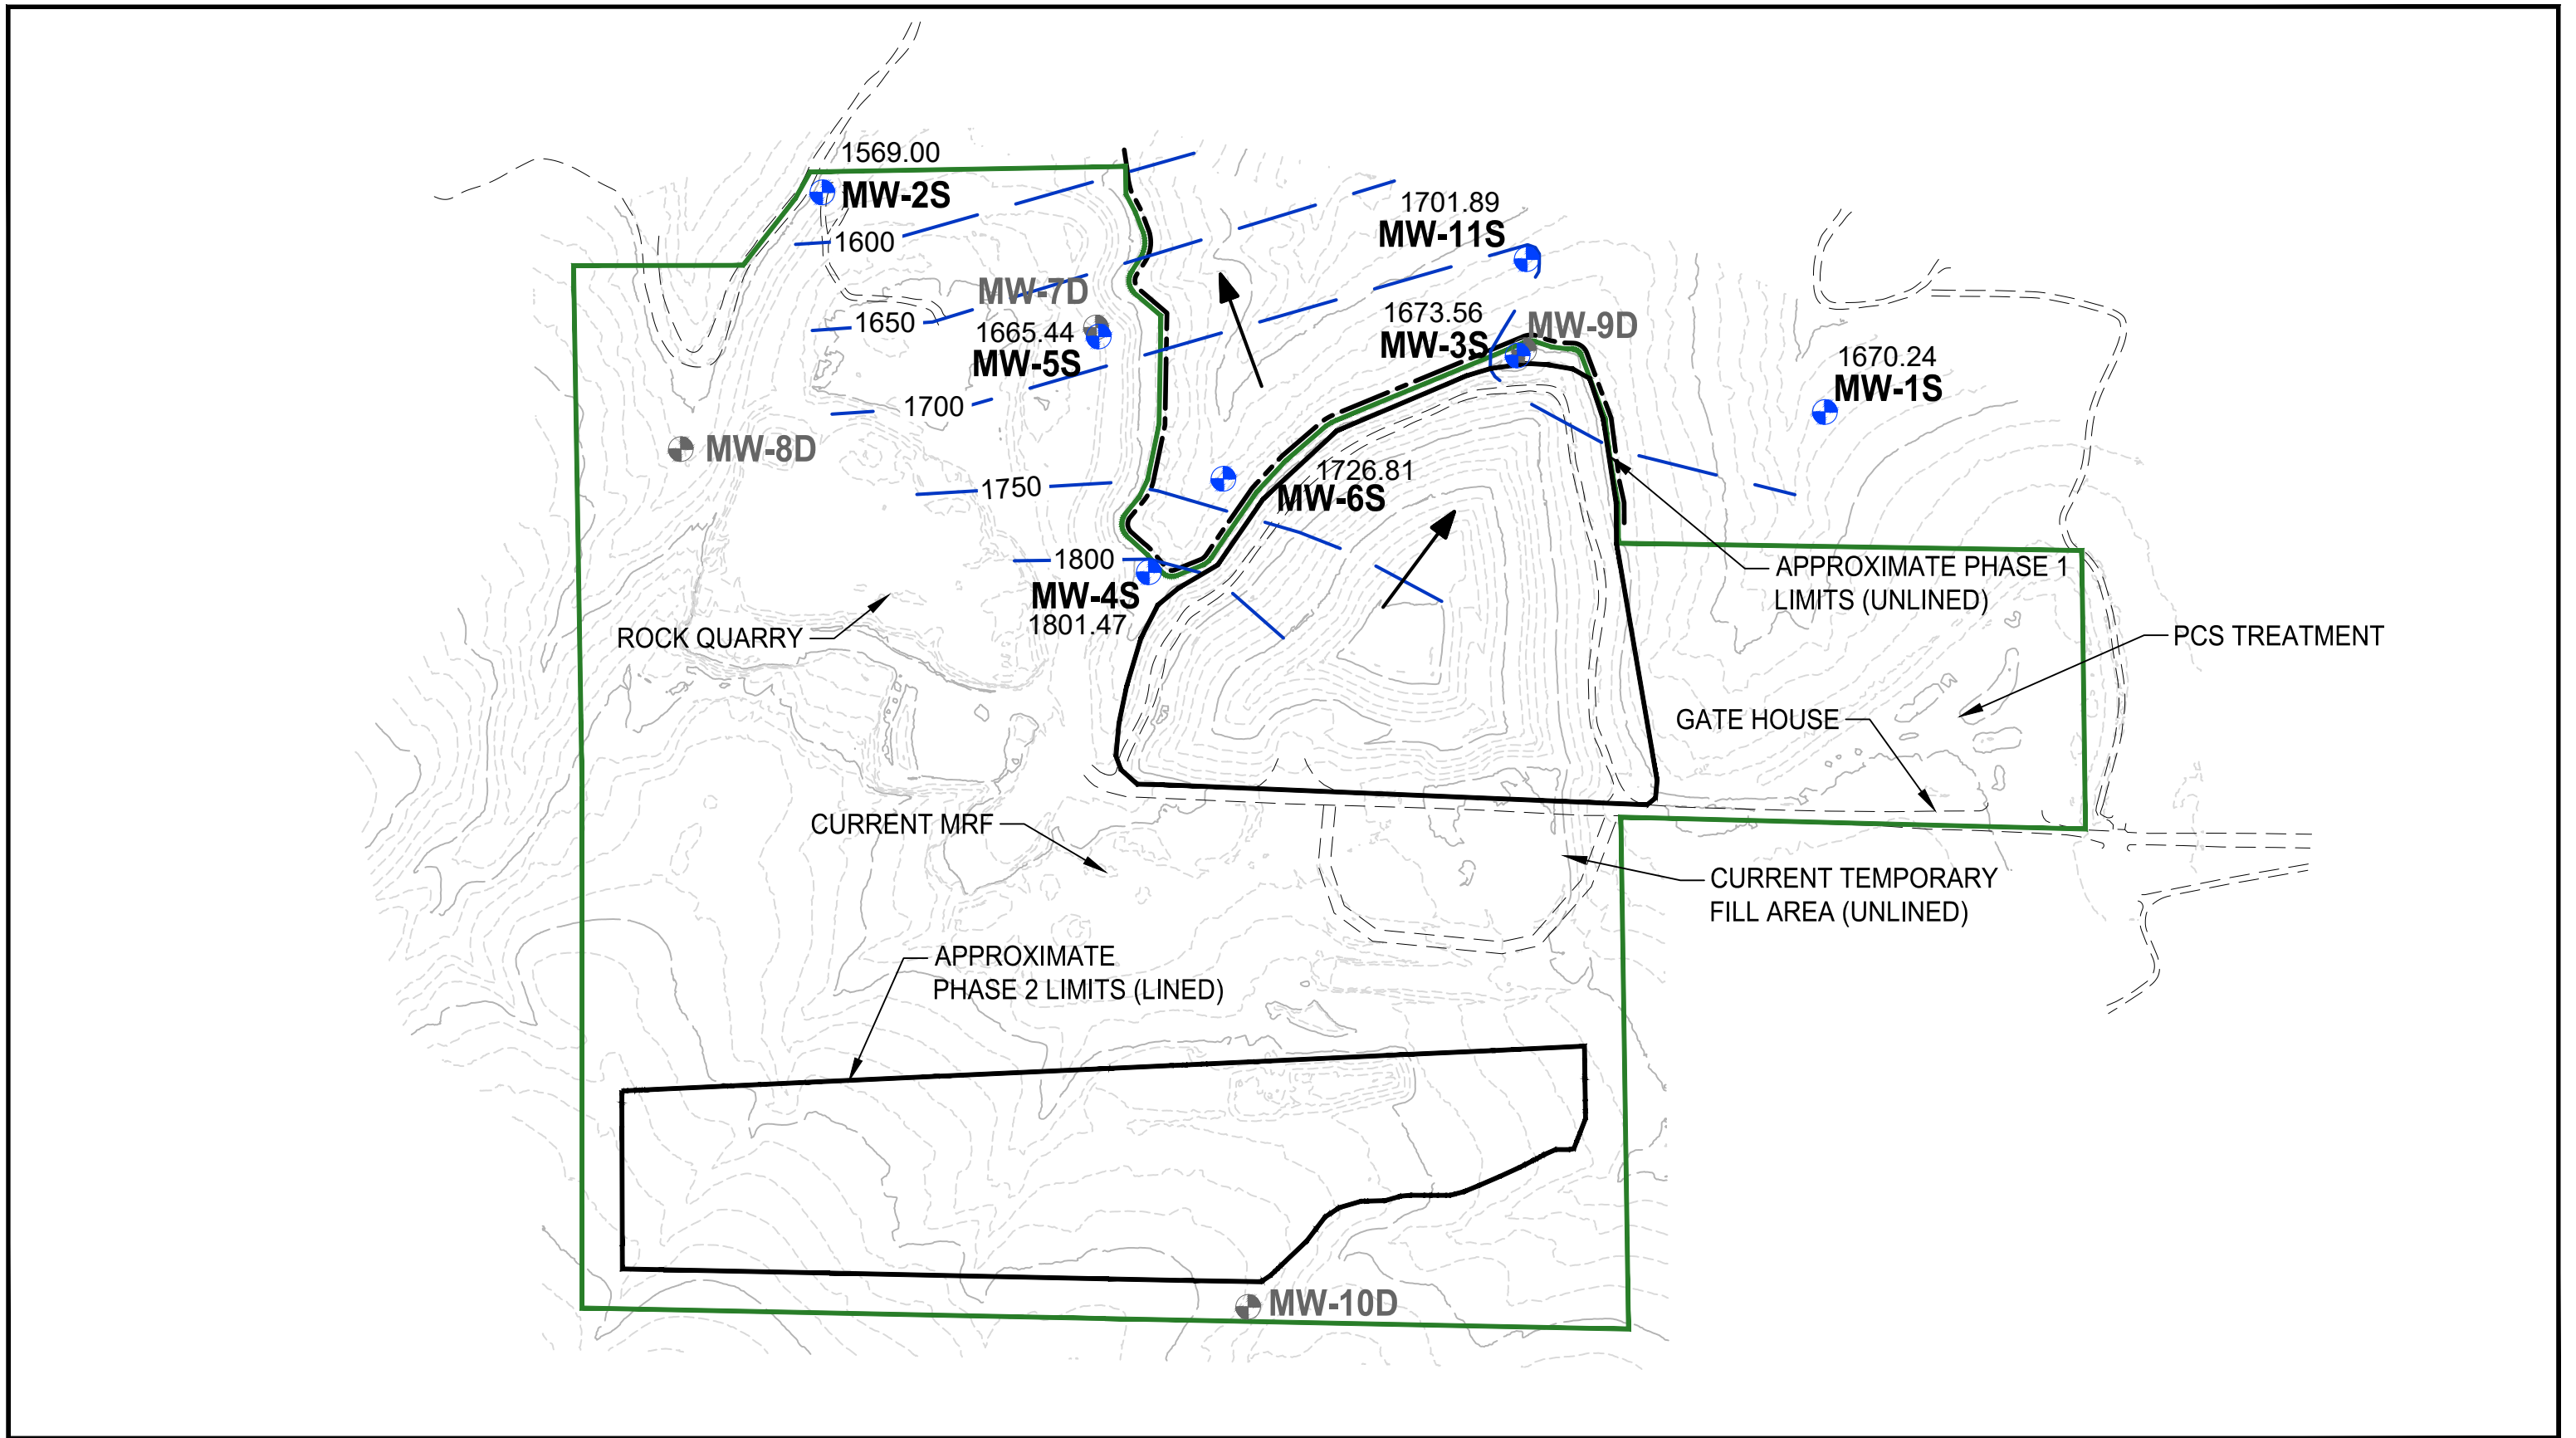 1569.00
MW-2S
1600
1701.89
MW-11S
MW-7D
1650
1665.44
MW-5S
1673.56
MW-3S
MW-9D
1670.24
MW-1S
1700
MW-8D
1726.81
MW-6S
1750
1800
MW-4S
1801.47
APPROXIMATE PHASE 1
LIMITS (UNLINED)
ROCK QUARRY
PCS TREATMENT
GATE HOUSE
CURRENT MRF
CURRENT TEMPORARY
FILL AREA (UNLINED)
APPROXIMATE
PHASE 2 LIMITS (LINED)
MW-10D